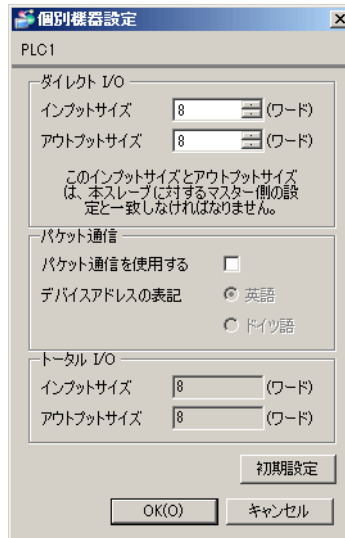 個別機器設定
PLC1
ダイレクト I/O
インプットサイズ 8 (ワード)
アウトプットサイズ 8 (ワード)
このインプットサイズとアウトプットサイズ
は、本スレーブに対するマスター側の設
定と一致しなければなりません。
パケット通信
パケット通信を使用する
デバイスアドレスの表記 英語
ドイツ語
トータル I/O
インプットサイズ 8 (ワード)
アウトプットサイズ 8 (ワード)
初期設定
OK(O) キャンセル